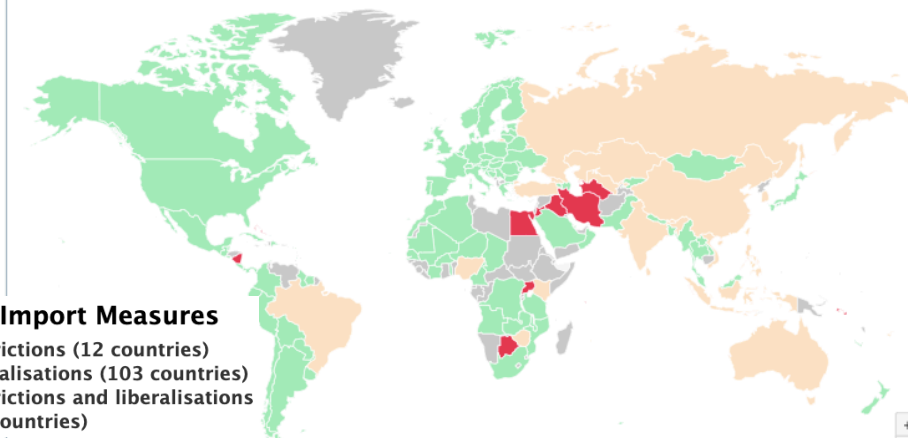 Import Measures
ictions (12 countries)
alisations (103 countries)
ictions and liberalisations
ountries)
+